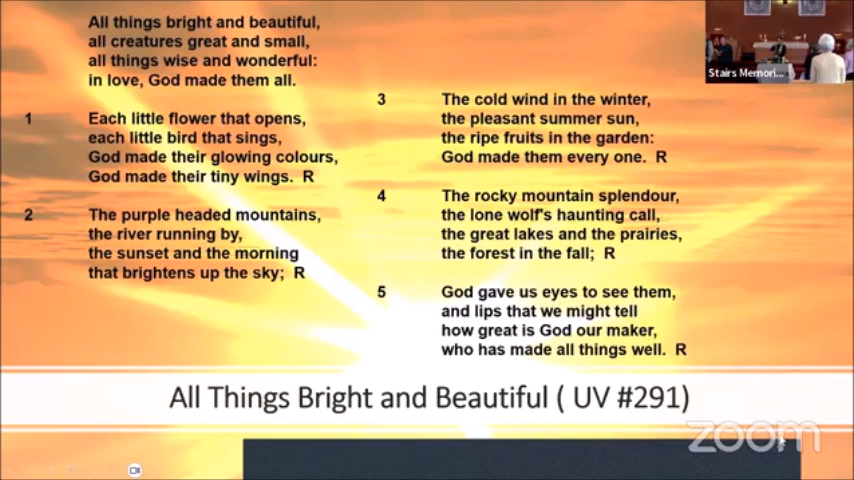 All things bright and beautiful,
all creatures great and small,
all things wise and wonderful:
in love, God made them all.
1 Each little flower that opens,
each little bird that sings,
God made their glowing colours,
God made their tiny wings. R
2 The purple headed mountains,
the river running by,
the sunset and the morning
that brightens up the sky; R
3 The cold wind in the winter,
the pleasant summer sun,
the ripe fruits in the garden:
God made them every one. R
4 The rocky mountain splendour,
the lone wolf's haunting call,
the great lakes and the prairies,
the forest in the fall; R
5 God gave us eyes to see them,
and lips that we might tell
how great is God our maker,
who has made all things well. R
All Things Bright and Beautiful ( UV #291)
Stairs Memori...
zoom